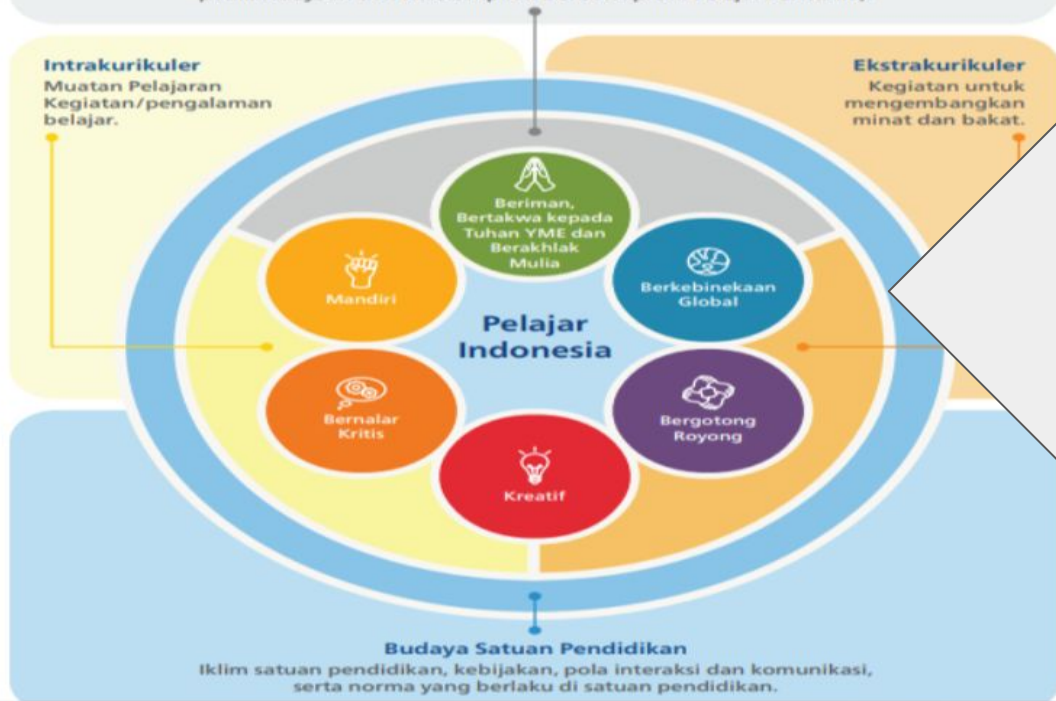 Intrakurikuler
Muatan Pelajaran
Kegiatan/pengalaman
belajar.
Ekstrakurikuler
Kegiatan untuk
mengembangkan
minat dan bakat.
Beriman,
Bertakwa kepada
Tuhan YME dan
Berakhlak
Mulia
Mandiri
Berkebinekaan
Global
Pelajar
Indonesia
Bernalar
Kritis
Bergotong
Royong
Kreatif
Budaya Satuan Pendidikan
Iklim satuan pendidikan, kebijakan, pola interaksi dan komunikasi,
serta norma yang berlaku di satuan pendidikan.